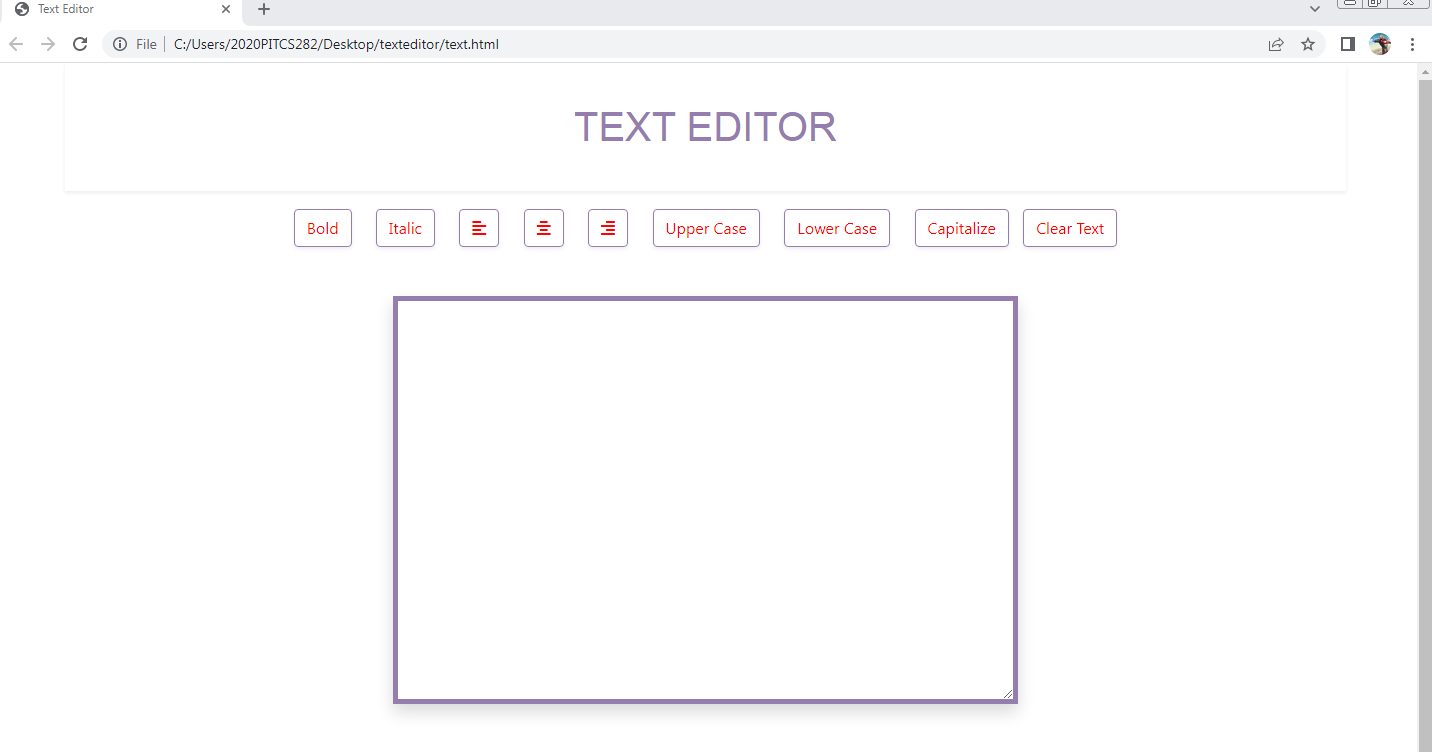 Text Editor
File C:/Users/2020PITCS282/Desktop/texteditor/text.html
TEXT EDITOR
Bold Italic Upper Case Lower Case Capitalize Clear Text